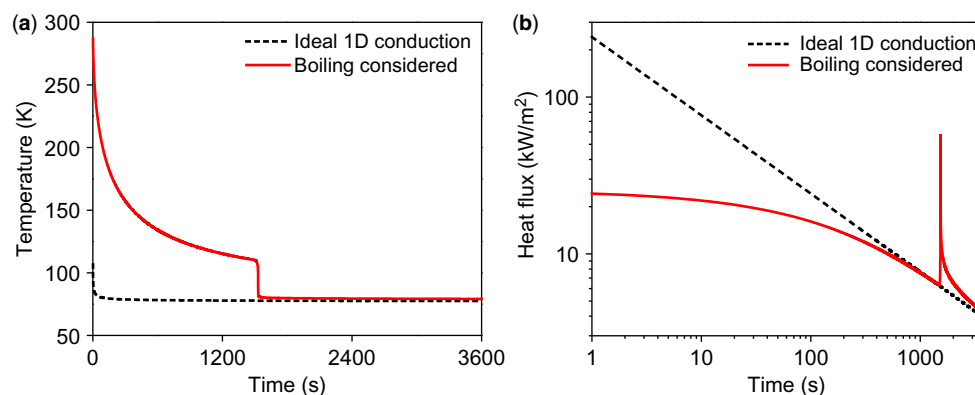 (a)
300
250
200
150
100
50
Temperature (K)
Ideal 1D conduction
Boiling considered
0
1200
2400
3600
Time (s)
(b)
100
10
Heat flux (kW/m²)
Ideal 1D conduction
Boiling considered
1
10
100
1000
Time (s)